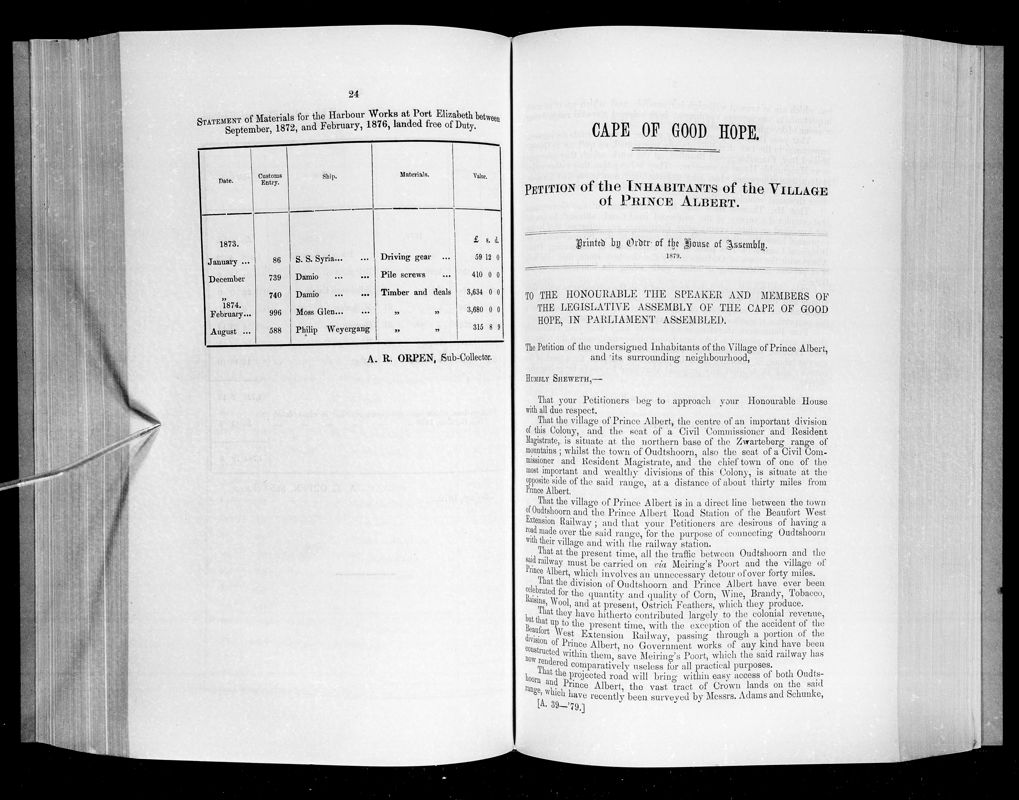 24
STATEMENT of Materials for the Harbour Works at Port Elizabeth between
September, 1872, and February, 1876, landed free of Duty.
Date. Customs Entry. Ship. Materials. Value.
1873. £ s. d.
January ... 86 S. S. Syria... ... Driving gear ... 59 12 0
December 739 Damio ... ... Pile screws ... 410 0 0
„ 740 Damio ... ... Timber and deals 3,634 0 0
1874.
February... 996 Moss Glen... ... „ „ 3,680 0 0
August ... 588 Philip Weyergang „ „ 315 8 9
A. R. ORPEN, Sub-Collector.
CAPE OF GOOD HOPE.
PETITION of the INHABITANTS of the VILLAGE
of PRINCE ALBERT.
Printed by Order of the House of Assembly.
1879.
TO THE HONOURABLE THE SPEAKER AND MEMBERS OF
THE LEGISLATIVE ASSEMBLY OF THE CAPE OF GOOD
HOPE, IN PARLIAMENT ASSEMBLED.
The Petition of the undersigned Inhabitants of the Village of Prince Albert,
and its surrounding neighbourhood,
HUMBLY SHEWETH,—
That your Petitioners beg to approach your Honourable House
with all due respect.
That the village of Prince Albert, the centre of an important division
of this Colony, and the seat of a Civil Commissioner and Resident
Magistrate, is situate at the northern base of the Zwarteberg range of
mountains ; whilst the town of Oudtshoorn, also the seat of a Civil Com-
missioner and Resident Magistrate, and the chief town of one of the
most important and wealthy divisions of this Colony, is situate at the
opposite side of the said range, at a distance of about thirty miles from
Prince Albert.
That the village of Prince Albert is in a direct line between the town
of Oudtshoorn and the Prince Albert Road Station of the Beaufort West
Extension Railway ; and that your Petitioners are desirous of having a
road made over the said range, for the purpose of connecting Oudtshoorn
with their village and with the railway station.
That at the present time, all the traffic between Oudtshoorn and the
said railway must be carried on via Meiring's Poort and the village of
Prince Albert, which involves an unnecessary detour of over forty miles.
That the division of Oudtshoorn and Prince Albert have ever been
celebrated for the quantity and quality of Corn, Wine, Brandy, Tobacco,
Raisins, Wool, and at present, Ostrich Feathers, which they produce.
That they have hitherto contributed largely to the colonial revenue,
but that up to the present time, with the exception of the accident of the
Beaufort West Extension Railway, passing through a portion of the
division of Prince Albert, no Government works of any kind have been
constructed within them, save Meiring's Poort, which the said railway has
now rendered comparatively useless for all practical purposes.
That the projected road will bring within easy access of both Oudts-
hoorn and Prince Albert, the vast tract of Crown lands on the said
range, which have recently been surveyed by Messrs. Adams and Schunke,
[A. 39—'79.]